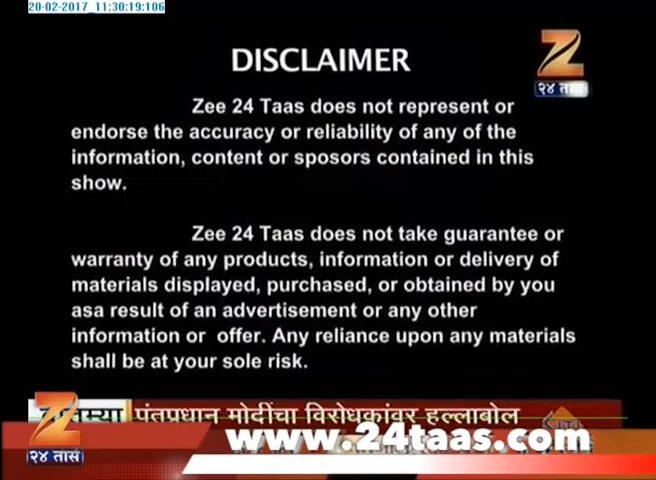 20-02-2017_11:30:19:106
DISCLAIMER
२४ तास
Zee 24 Taas does not represent or
endorse the accuracy or reliability of any of the
information, content or sposors contained in this
show.
Zee 24 Taas does not take guarantee or
warranty of any products, information or delivery of
materials displayed, purchased, or obtained by you
asa result of an advertisement or any other
information or offer. Any reliance upon any materials
shall be at your sole risk.
पंतप्रधान मोदींचा विरोधकांवर हल्लाबोल
www.24taas.com
२४ तास